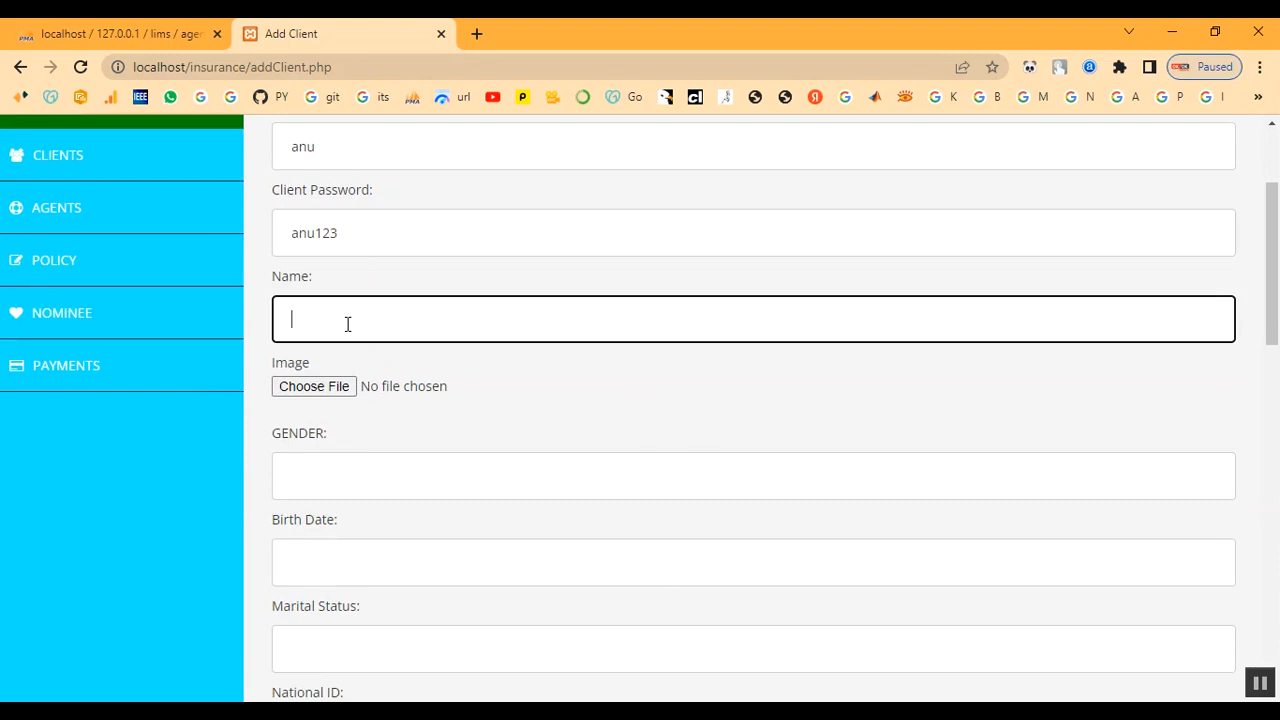 localhost / 127.0.0.1 / lims / age
Add Client
localhost/insurance/addClient.php
Paused
IEEE
PY
git
its
url
Go
K
B
M
N
A
P
I
CLIENTS
AGENTS
POLICY
NOMINEE
PAYMENTS
anu
Client Password:
anu123
Name:
Image
Choose File No file chosen
GENDER:
Birth Date:
Marital Status:
National ID: